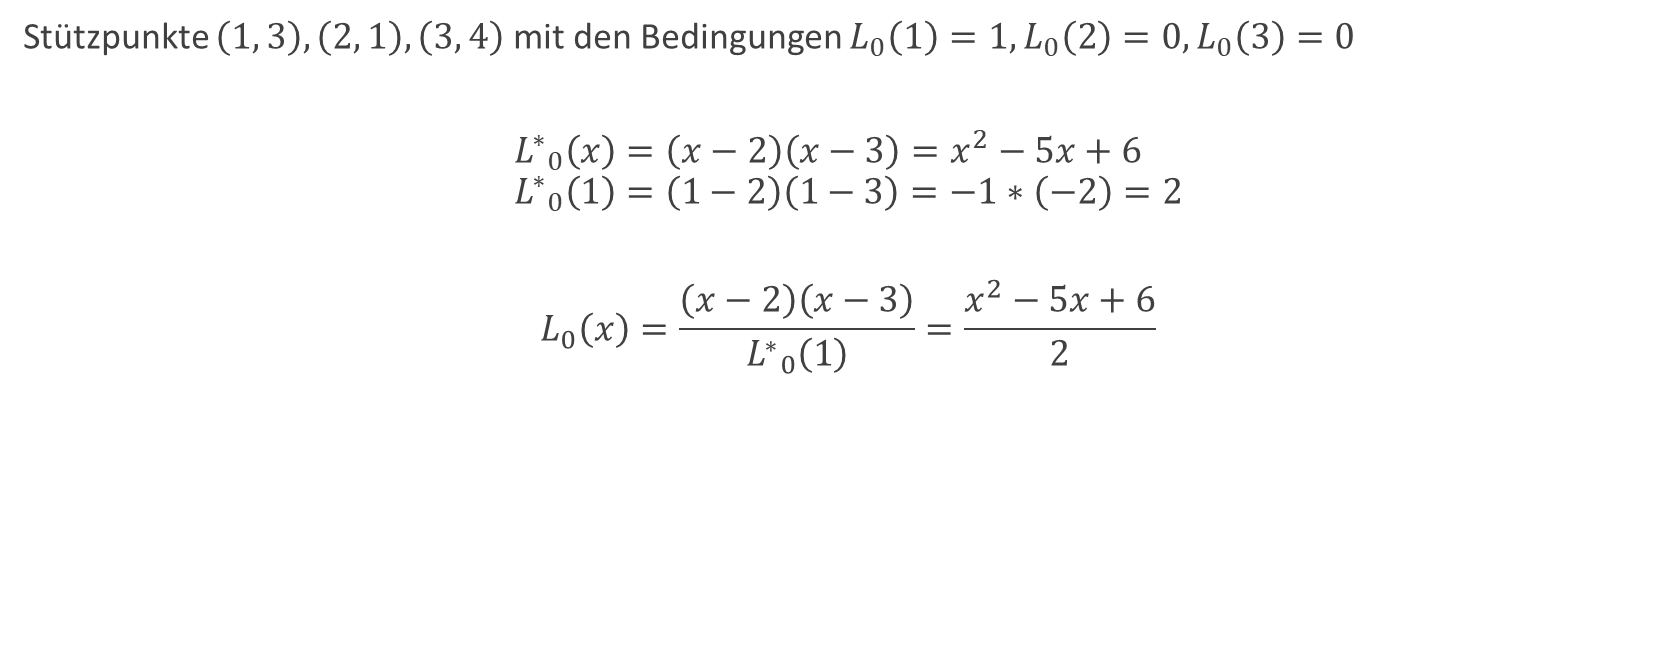 Stützpunkte (1, 3), (2, 1), (3, 4) mit den Bedingungen L₀(1) = 1, L₀(2) = 0, L₀(3) = 0
L*₀(x) = (x − 2)(x − 3) = x² − 5x + 6
L*₀(1) = (1 − 2)(1 − 3) = −1 * (−2) = 2
L₀(x) = (x − 2)(x − 3) / L*₀(1) = x² − 5x + 6 / 2